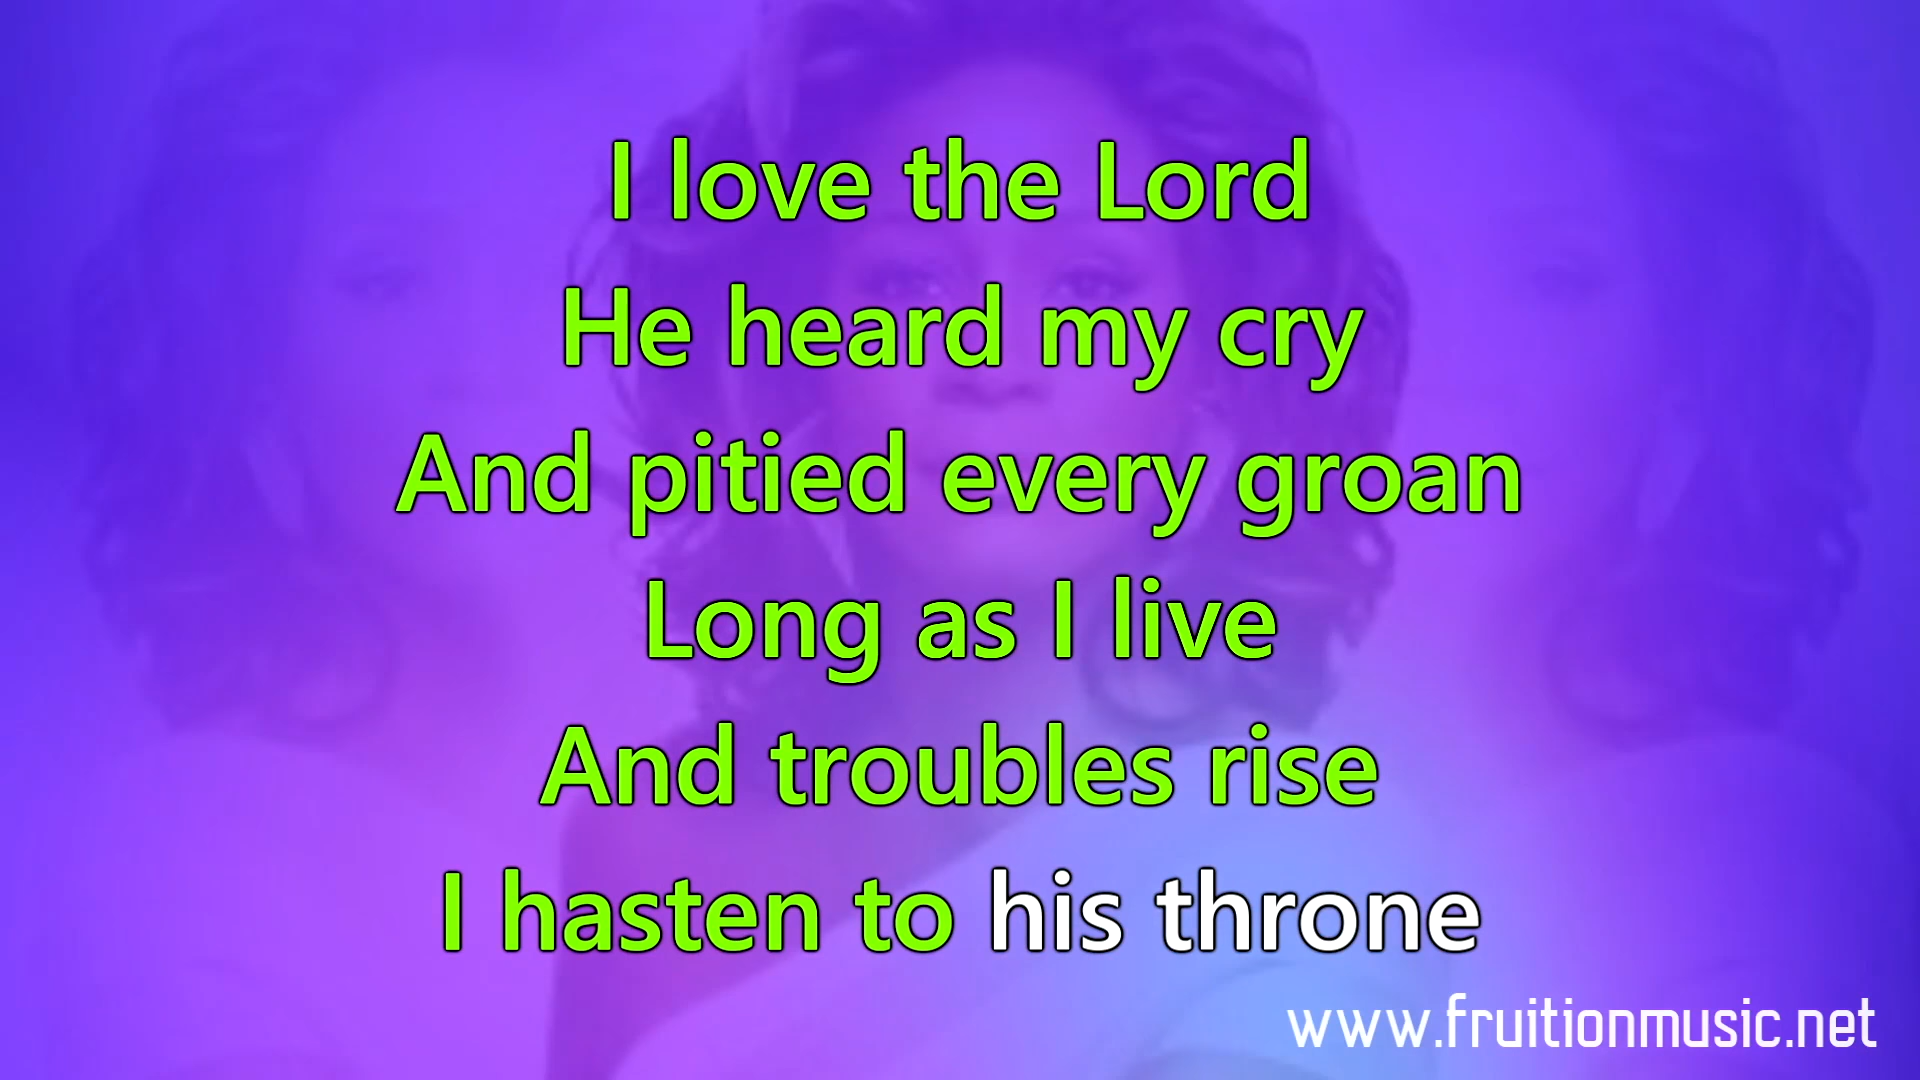 I love the Lord
He heard my cry
And pitied every groan
Long as I live
And troubles rise
I hasten to his throne
www.fruitionmusic.net